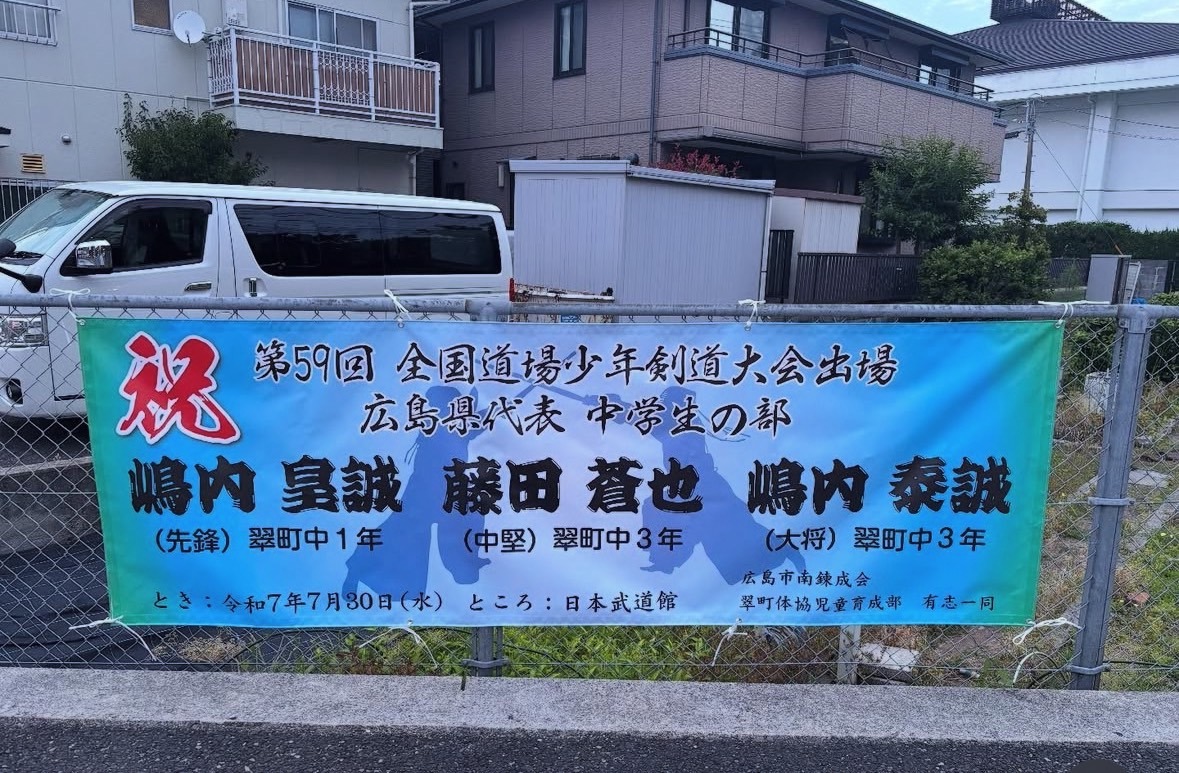 祝
第59回 全国道場少年剣道大会出場
広島県代表 中学生の部
嶋内 皇誠 藤田 蒼也 嶋内 泰誠
(先鋒) 翠町中1年 (中堅) 翠町中3年 (大将) 翠町中3年
広島市南錬成会
とき:令和7年7月30日(水) ところ:日本武道館 翠町体協児童育成部 有志一同